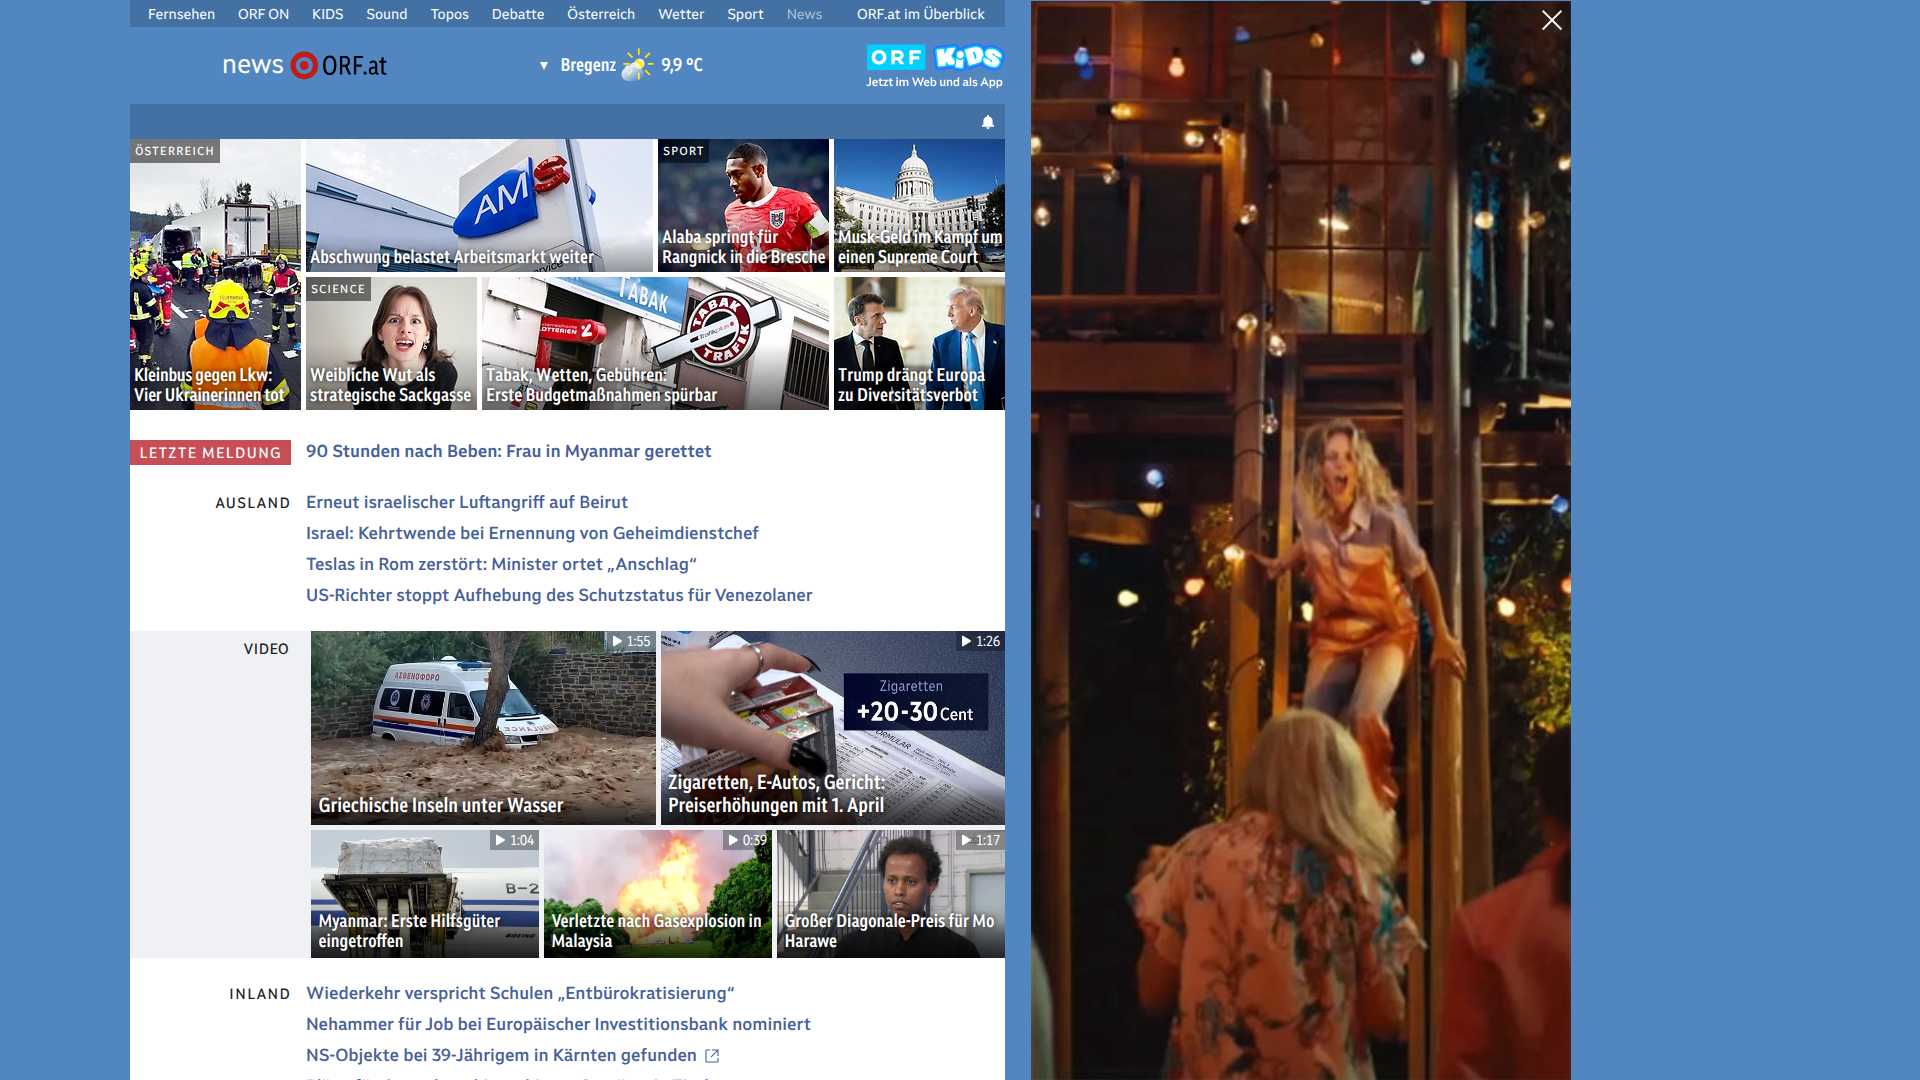 Fernsehen ORF ON KIDS Sound Topos Debatte Österreich Wetter Sport News ORF.at im Überblick
news ORF.at
Bregenz 9,9 °C
ORF KiDS
Jetzt im Web und als App
ÖSTERREICH
Kleinbus gegen Lkw:
Vier Ukrainerinnen tot
AMS
Abschwung belastet Arbeitsmarkt weiter
SPORT
Alaba springt für
Rangnick in die Bresche
Musk-Geld im Kampf um
einen Supreme Court
SCIENCE
Weibliche Wut als
strategische Sackgasse
TABAK
TABAK
TRAFIK
LOTTERIEN
Tabak, Wetten, Gebühren:
Erste Budgetmaßnahmen spürbar
Trump drängt Europa
zu Diversitätsverbot
LETZTE MELDUNG
90 Stunden nach Beben: Frau in Myanmar gerettet
AUSLAND
Erneut israelischer Luftangriff auf Beirut
Israel: Kehrtwende bei Ernennung von Geheimdienstchef
Teslas in Rom zerstört: Minister ortet „Anschlag“
US-Richter stoppt Aufhebung des Schutzstatus für Venezolaner
VIDEO
1:55
ΑΣΘΕΝΟΦΟΡΟ
Griechische Inseln unter Wasser
1:26
Zigaretten
+20-30 Cent
Zigaretten, E-Autos, Gericht:
Preiserhöhungen mit 1. April
1:04
B-2
Myanmar: Erste Hilfsgüter
eingetroffen
0:39
Verletzte nach Gasexplosion in
Malaysia
1:17
Großer Diagonale-Preis für Mo
Harawe
INLAND
Wiederkehr verspricht Schulen „Entbürokratisierung“
Nehammer für Job bei Europäischer Investitionsbank nominiert
NS-Objekte bei 39-Jährigem in Kärnten gefunden